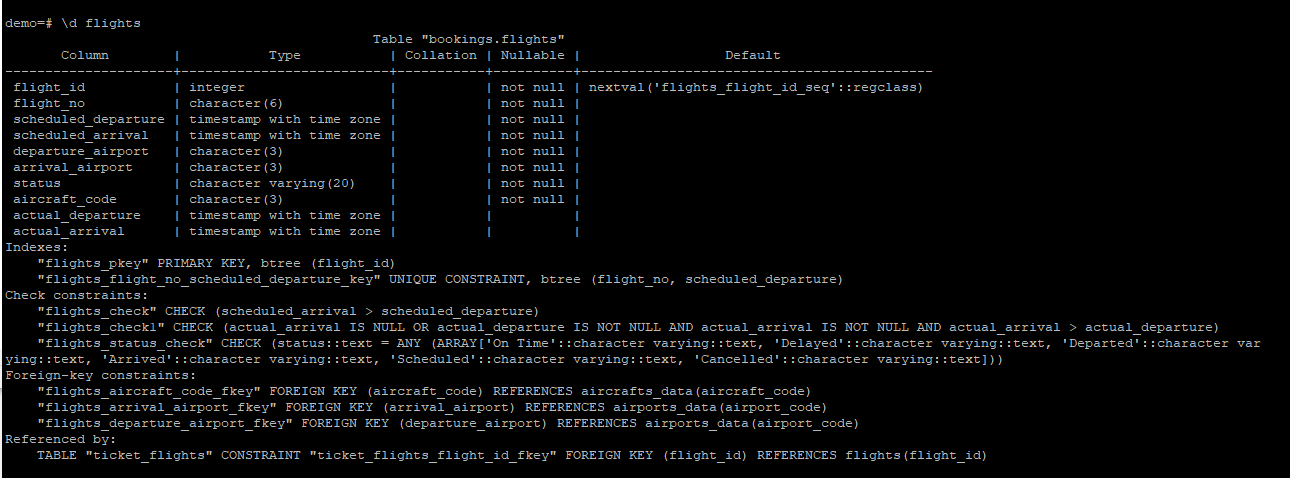 demo=# \d flights
                                              Table "bookings.flights"
       Column        |           Type           | Collation | Nullable |                  Default
---------------------+--------------------------+-----------+----------+--------------------------------------------
 flight_id           | integer                  |           | not null | nextval('flights_flight_id_seq'::regclass)
 flight_no           | character(6)             |           | not null |
 scheduled_departure | timestamp with time zone |           | not null |
 scheduled_arrival   | timestamp with time zone |           | not null |
 departure_airport   | character(3)             |           | not null |
 arrival_airport     | character(3)             |           | not null |
 status              | character varying(20)    |           | not null |
 aircraft_code       | character(3)             |           | not null |
 actual_departure    | timestamp with time zone |           |          |
 actual_arrival      | timestamp with time zone |           |          |
Indexes:
    "flights_pkey" PRIMARY KEY, btree (flight_id)
    "flights_flight_no_scheduled_departure_key" UNIQUE CONSTRAINT, btree (flight_no, scheduled_departure)
Check constraints:
    "flights_check" CHECK (scheduled_arrival > scheduled_departure)
    "flights_check1" CHECK (actual_arrival IS NULL OR actual_departure IS NOT NULL AND actual_arrival IS NOT NULL AND actual_arrival > actual_departure)
    "flights_status_check" CHECK (status::text = ANY (ARRAY['On Time'::character varying::text, 'Delayed'::character varying::text, 'Departed'::character var
ying::text, 'Arrived'::character varying::text, 'Scheduled'::character varying::text, 'Cancelled'::character varying::text]))
Foreign-key constraints:
    "flights_aircraft_code_fkey" FOREIGN KEY (aircraft_code) REFERENCES aircrafts_data(aircraft_code)
    "flights_arrival_airport_fkey" FOREIGN KEY (arrival_airport) REFERENCES airports_data(airport_code)
    "flights_departure_airport_fkey" FOREIGN KEY (departure_airport) REFERENCES airports_data(airport_code)
Referenced by:
    TABLE "ticket_flights" CONSTRAINT "ticket_flights_flight_id_fkey" FOREIGN KEY (flight_id) REFERENCES flights(flight_id)